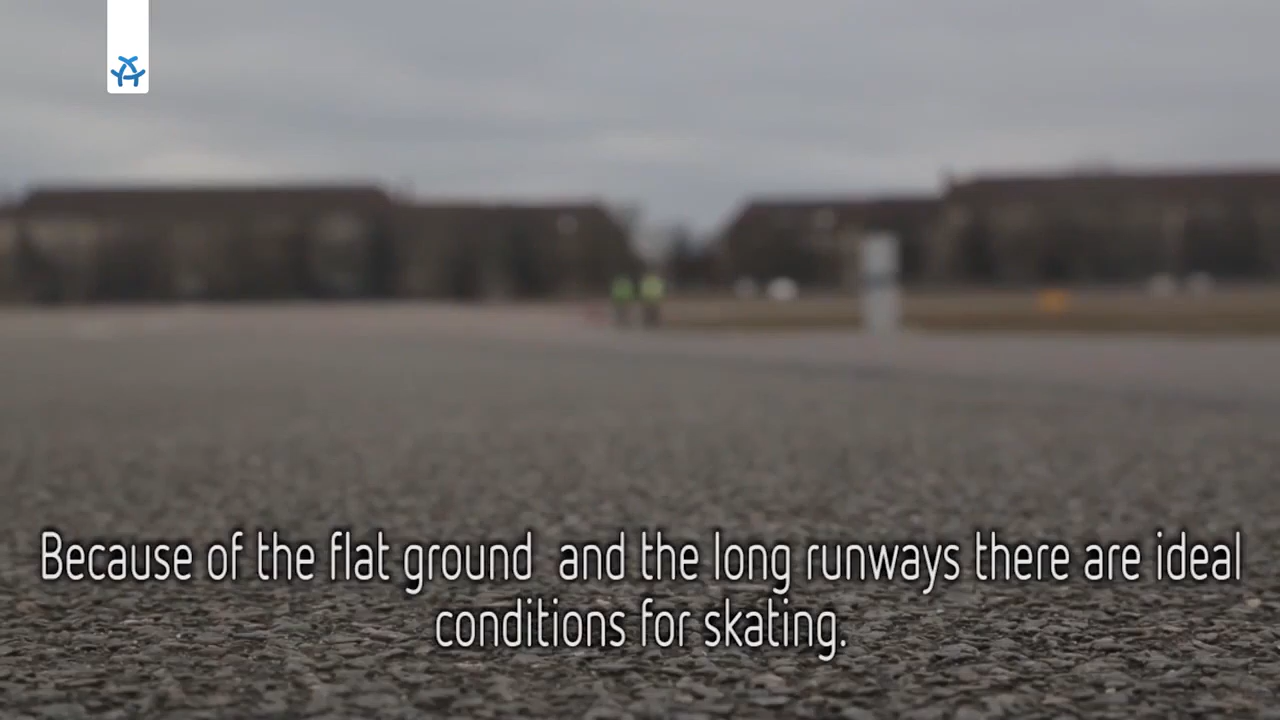 Because of the flat ground  and the long runways there are ideal
conditions for skating.